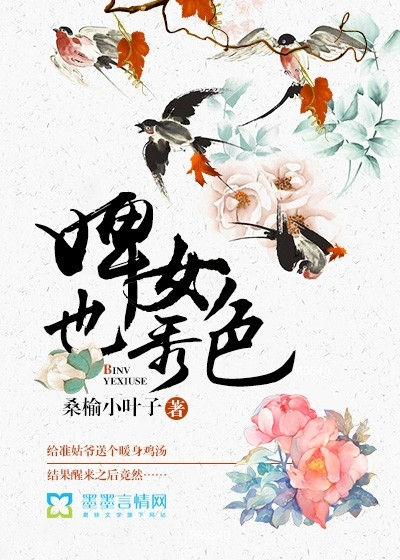 婢女
也秀色
BINV
YEXIUSE
桑榆小叶子 著
给准姑爷送个暖身鸡汤
结果醒来之后竟然……
墨墨言情网